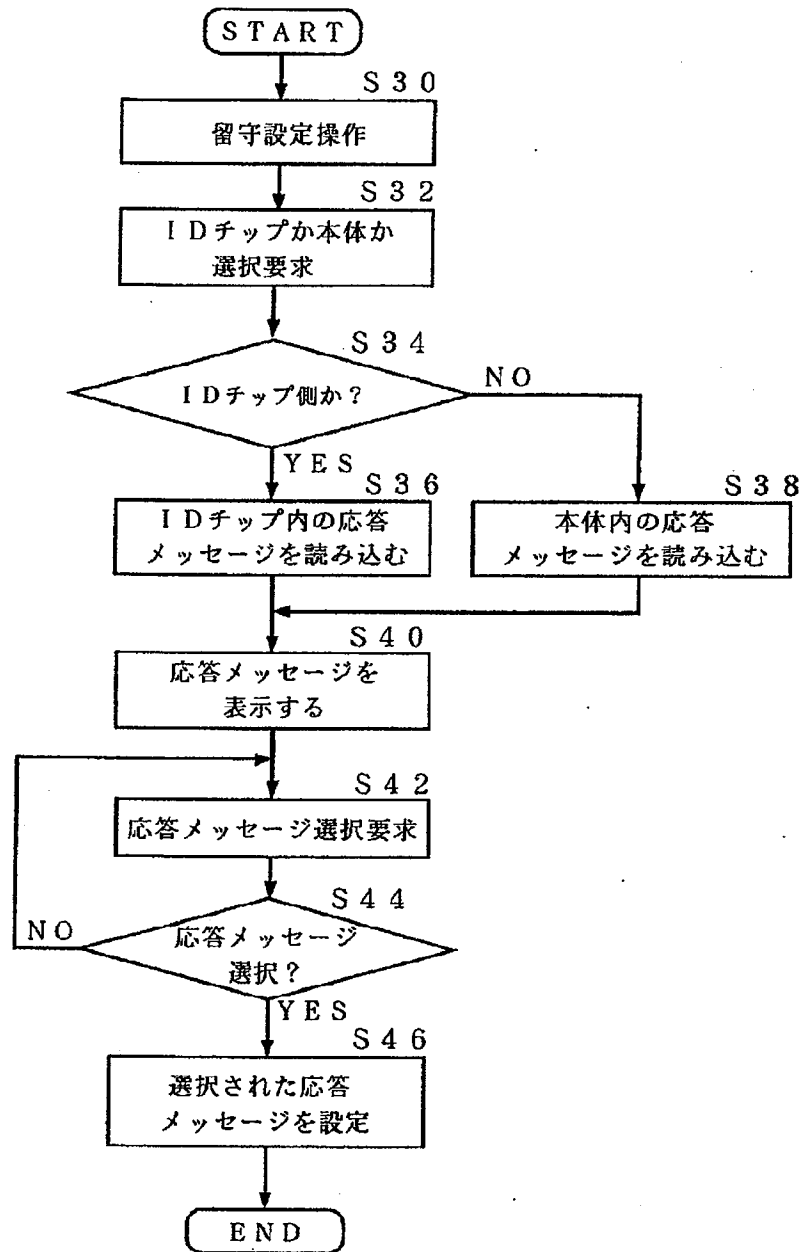 START
S30
留守設定操作
S32
IDチップか本体か
選択要求
S34
IDチップ側か?
NO
YES
S36
IDチップ内の応答
メッセージを読み込む
S38
本体内の応答
メッセージを読み込む
S40
応答メッセージを
表示する
S42
応答メッセージ選択要求
S44
応答メッセージ
選択?
NO
YES
S46
選択された応答
メッセージを設定
END